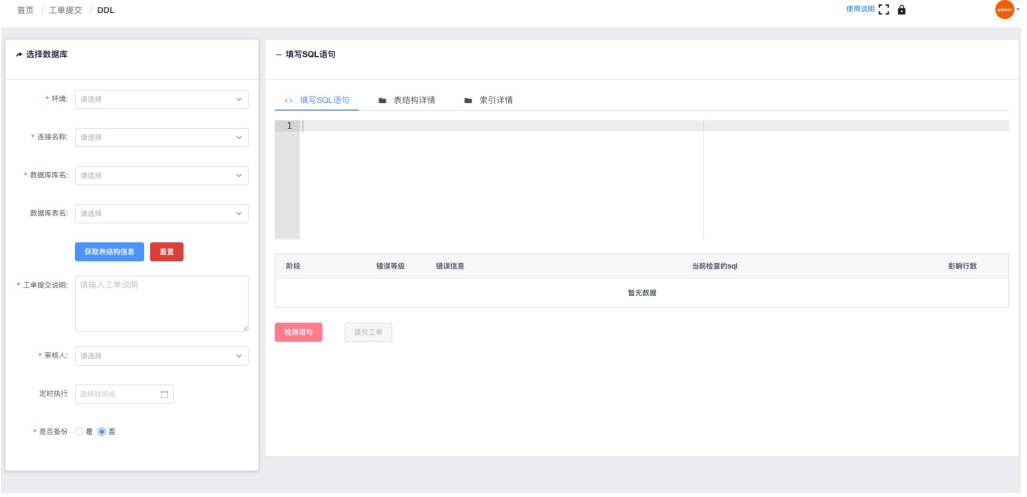 首页 / 工单提交 / DDL
使用说明
admin
选择数据库
* 环境: 请选择
* 连接名称: 请选择
* 数据库库名: 请选择
数据库表名: 请选择
获取表结构信息 重置
* 工单提交说明: 请输入工单说明
* 审核人: 请选择
定时执行 选择时间点
* 是否备份 是 否
填写SQL语句
填写SQL语句 表结构详情 索引详情
1
阶段 错误等级 错误信息 当前检查的sql 影响行数
暂无数据
检测语句 提交工单